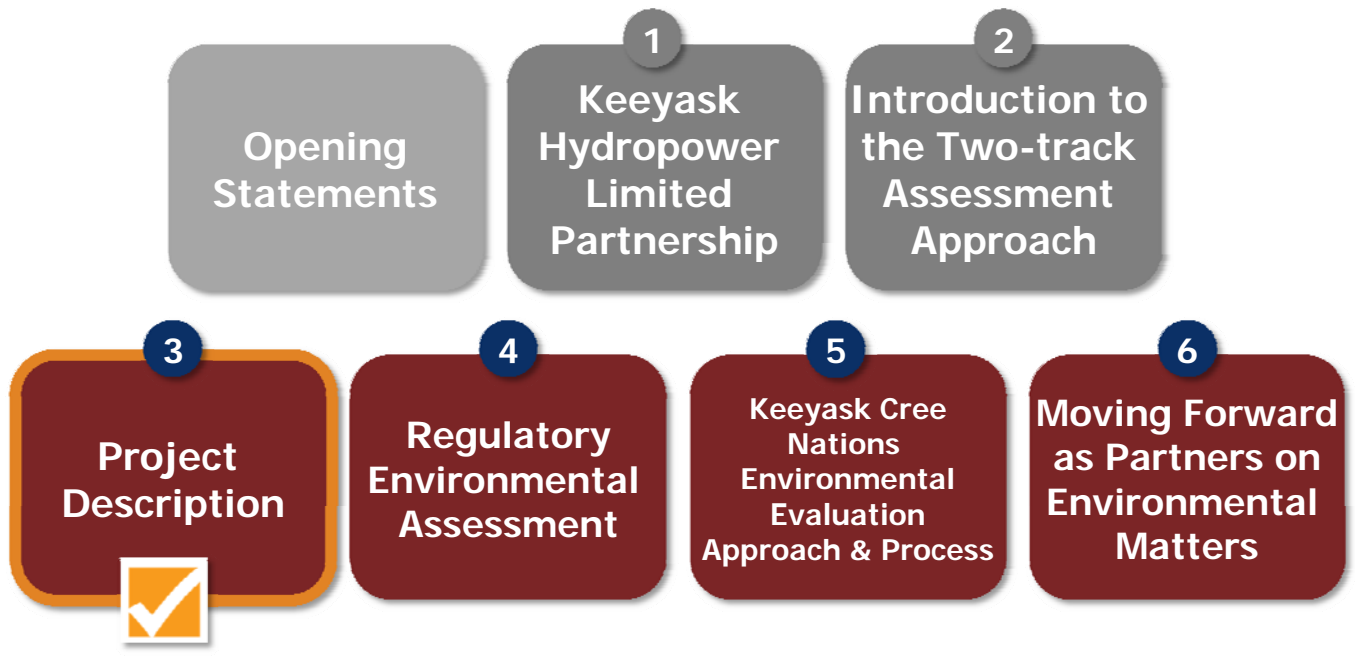 Opening
Statements
1
Keeyask
Hydropower
Limited
Partnership
2
Introduction to
the Two-track
Assessment
Approach
3
Project
Description
4
Regulatory
Environmental
Assessment
5
Keeyask Cree
Nations
Environmental
Evaluation
Approach & Process
6
Moving Forward
as Partners on
Environmental
Matters